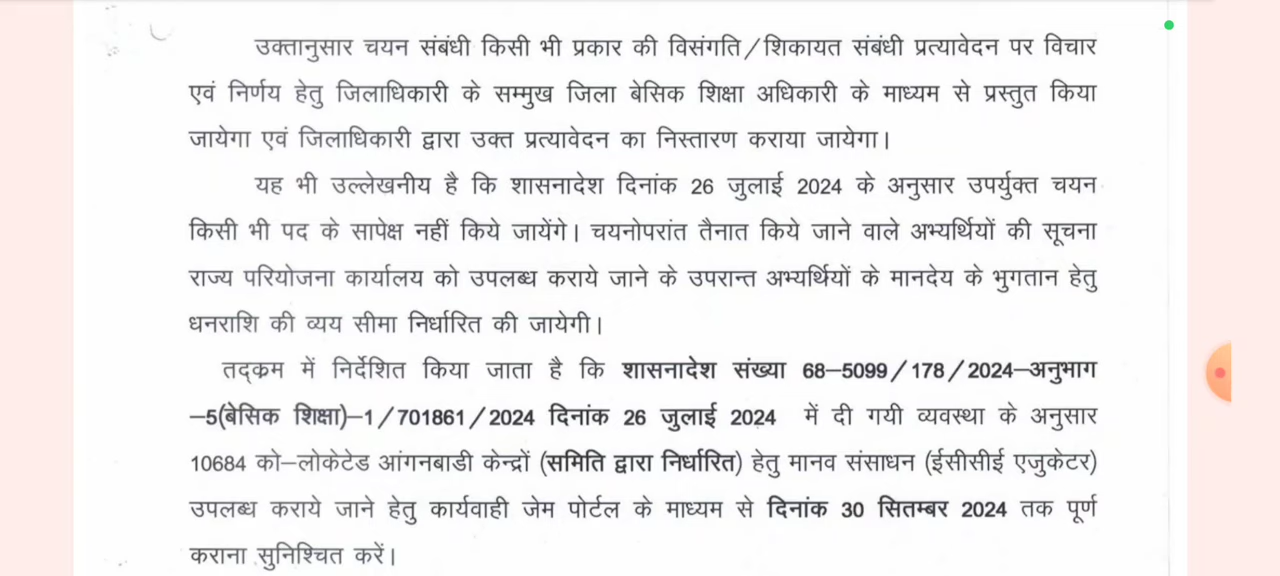 उक्तानुसार चयन संबंधी किसी भी प्रकार की विसंगति/शिकायत संबंधी प्रत्यावेदन पर विचार
एवं निर्णय हेतु जिलाधिकारी के सम्मुख जिला बेसिक शिक्षा अधिकारी के माध्यम से प्रस्तुत किया
जायेगा एवं जिलाधिकारी द्वारा उक्त प्रत्यावेदन का निस्तारण कराया जायेगा।
यह भी उल्लेखनीय है कि शासनादेश दिनांक 26 जुलाई 2024 के अनुसार उपर्युक्त चयन
किसी भी पद के सापेक्ष नहीं किये जायेंगे। चयनोपरांत तैनात किये जाने वाले अभ्यर्थियों की सूचना
राज्य परियोजना कार्यालय को उपलब्ध कराये जाने के उपरान्त अभ्यर्थियों के मानदेय के भुगतान हेतु
धनराशि की व्यय सीमा निर्धारित की जायेगी।
तद्क्रम में निर्देशित किया जाता है कि शासनादेश संख्या 68–5099/178/2024–अनुभाग
–5(बेसिक शिक्षा)–1/701861/2024 दिनांक 26 जुलाई 2024 में दी गयी व्यवस्था के अनुसार
10684 को–लोकेटेड आंगनबाडी केन्द्रों (समिति द्वारा निर्धारित) हेतु मानव संसाधन (ईसीसीई एजुकेटर)
उपलब्ध कराये जाने हेतु कार्यवाही जेम पोर्टल के माध्यम से दिनांक 30 सितम्बर 2024 तक पूर्ण
कराना सुनिश्चित करें।